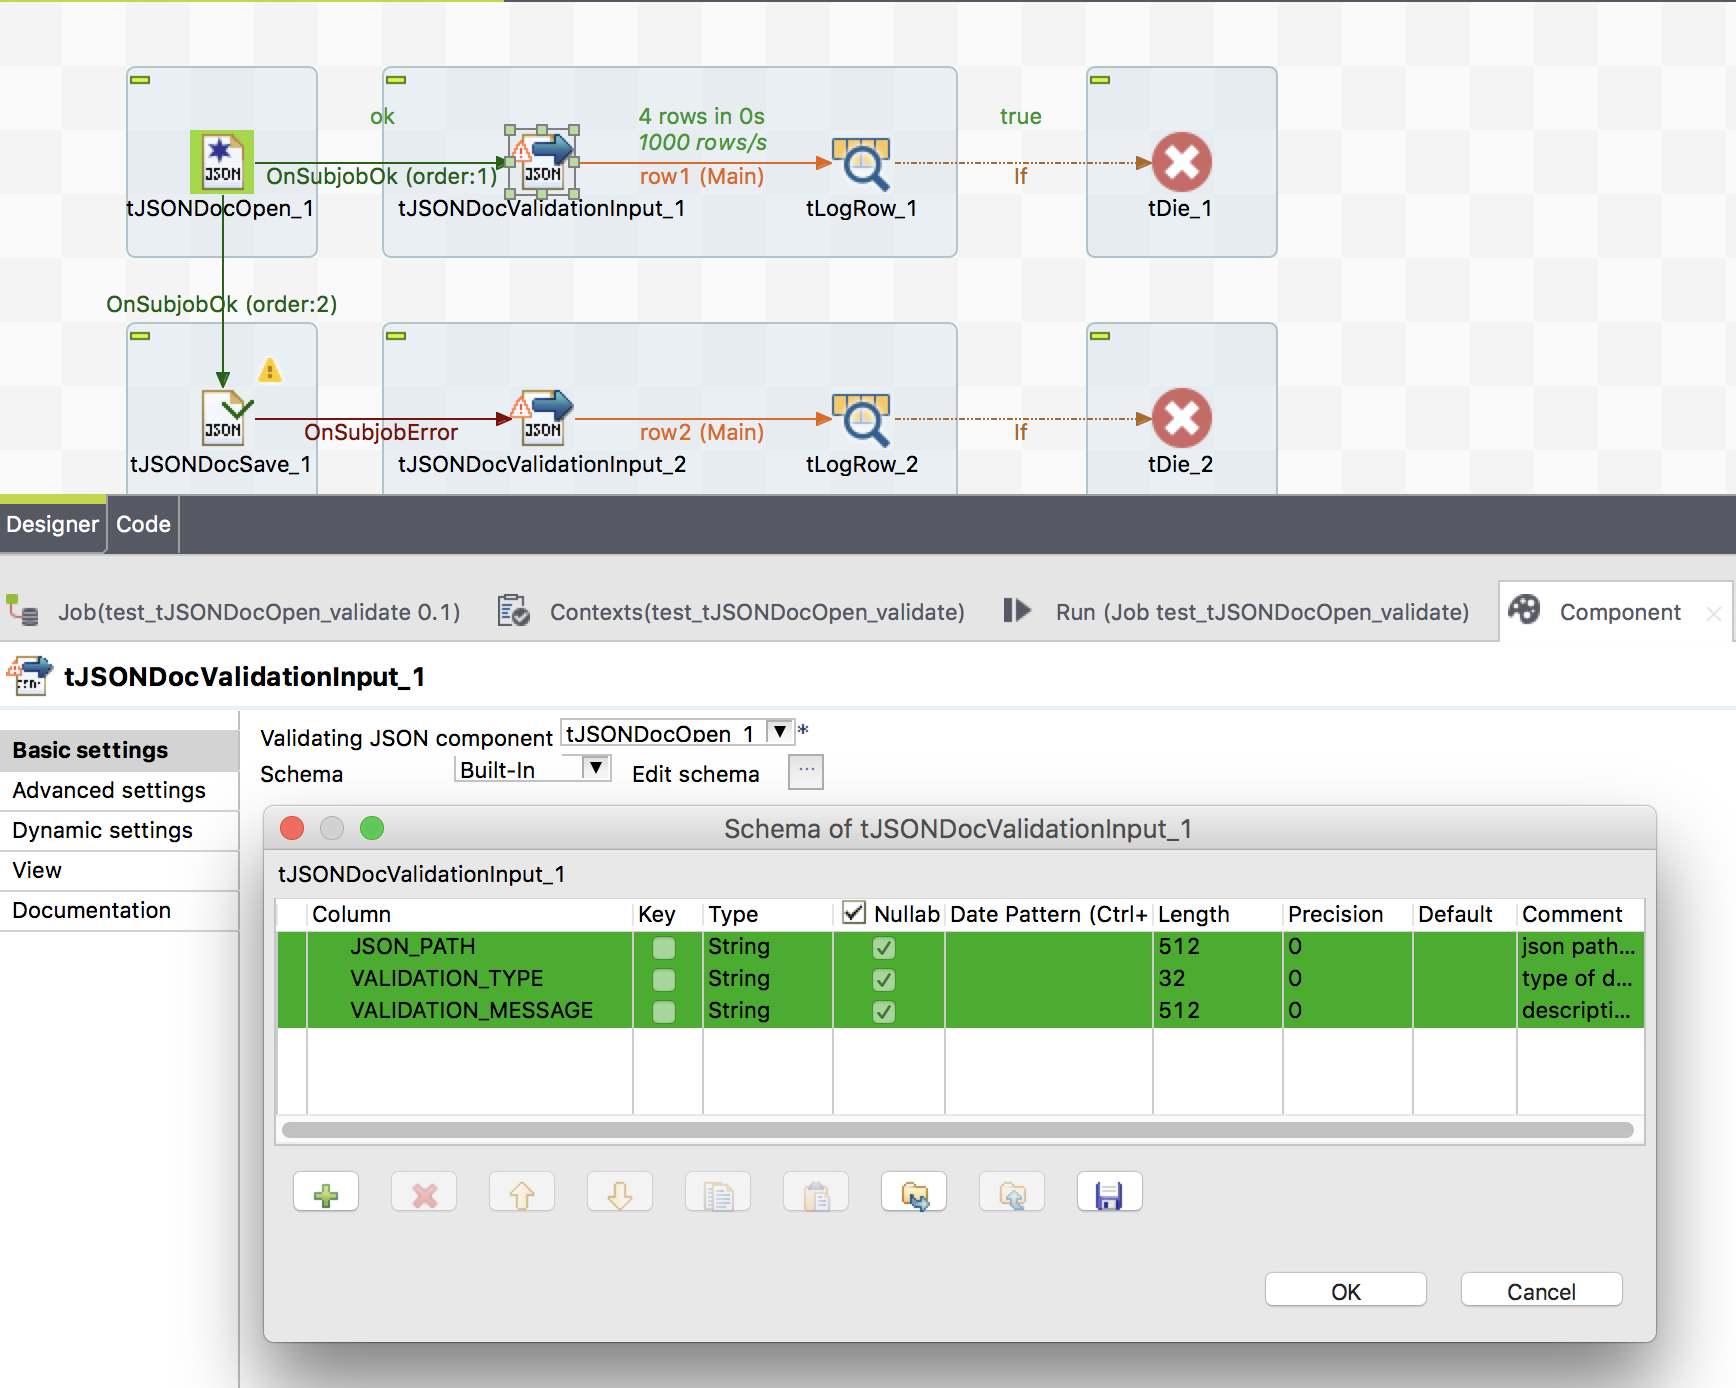 ok
4 rows in 0s
1000 rows/s
true
JSON
JSON
OnSubjobOk (order:1)
row1 (Main)
If
tJSONDocOpen_1
tJSONDocValidationInput_1
tLogRow_1
tDie_1
OnSubjobOk (order:2)
JSON
JSON
OnSubjobError
row2 (Main)
If
tJSONDocSave_1
tJSONDocValidationInput_2
tLogRow_2
tDie_2
Designer
Code
Job(test_tJSONDocOpen_validate 0.1)
Contexts(test_tJSONDocOpen_validate)
Run (Job test_tJSONDocOpen_validate)
Component
tJSONDocValidationInput_1
Basic settings
Advanced settings
Dynamic settings
View
Documentation
Validating JSON component
tJSONDocOpen_1
*
Schema
Built-In
Edit schema
...
Schema of tJSONDocValidationInput_1
tJSONDocValidationInput_1
Column Key Type Nullab Date Pattern (Ctrl+ Length Precision Default Comment
JSON_PATH String 512 0 json path...
VALIDATION_TYPE String 32 0 type of d...
VALIDATION_MESSAGE String 512 0 descripti...
OK
Cancel